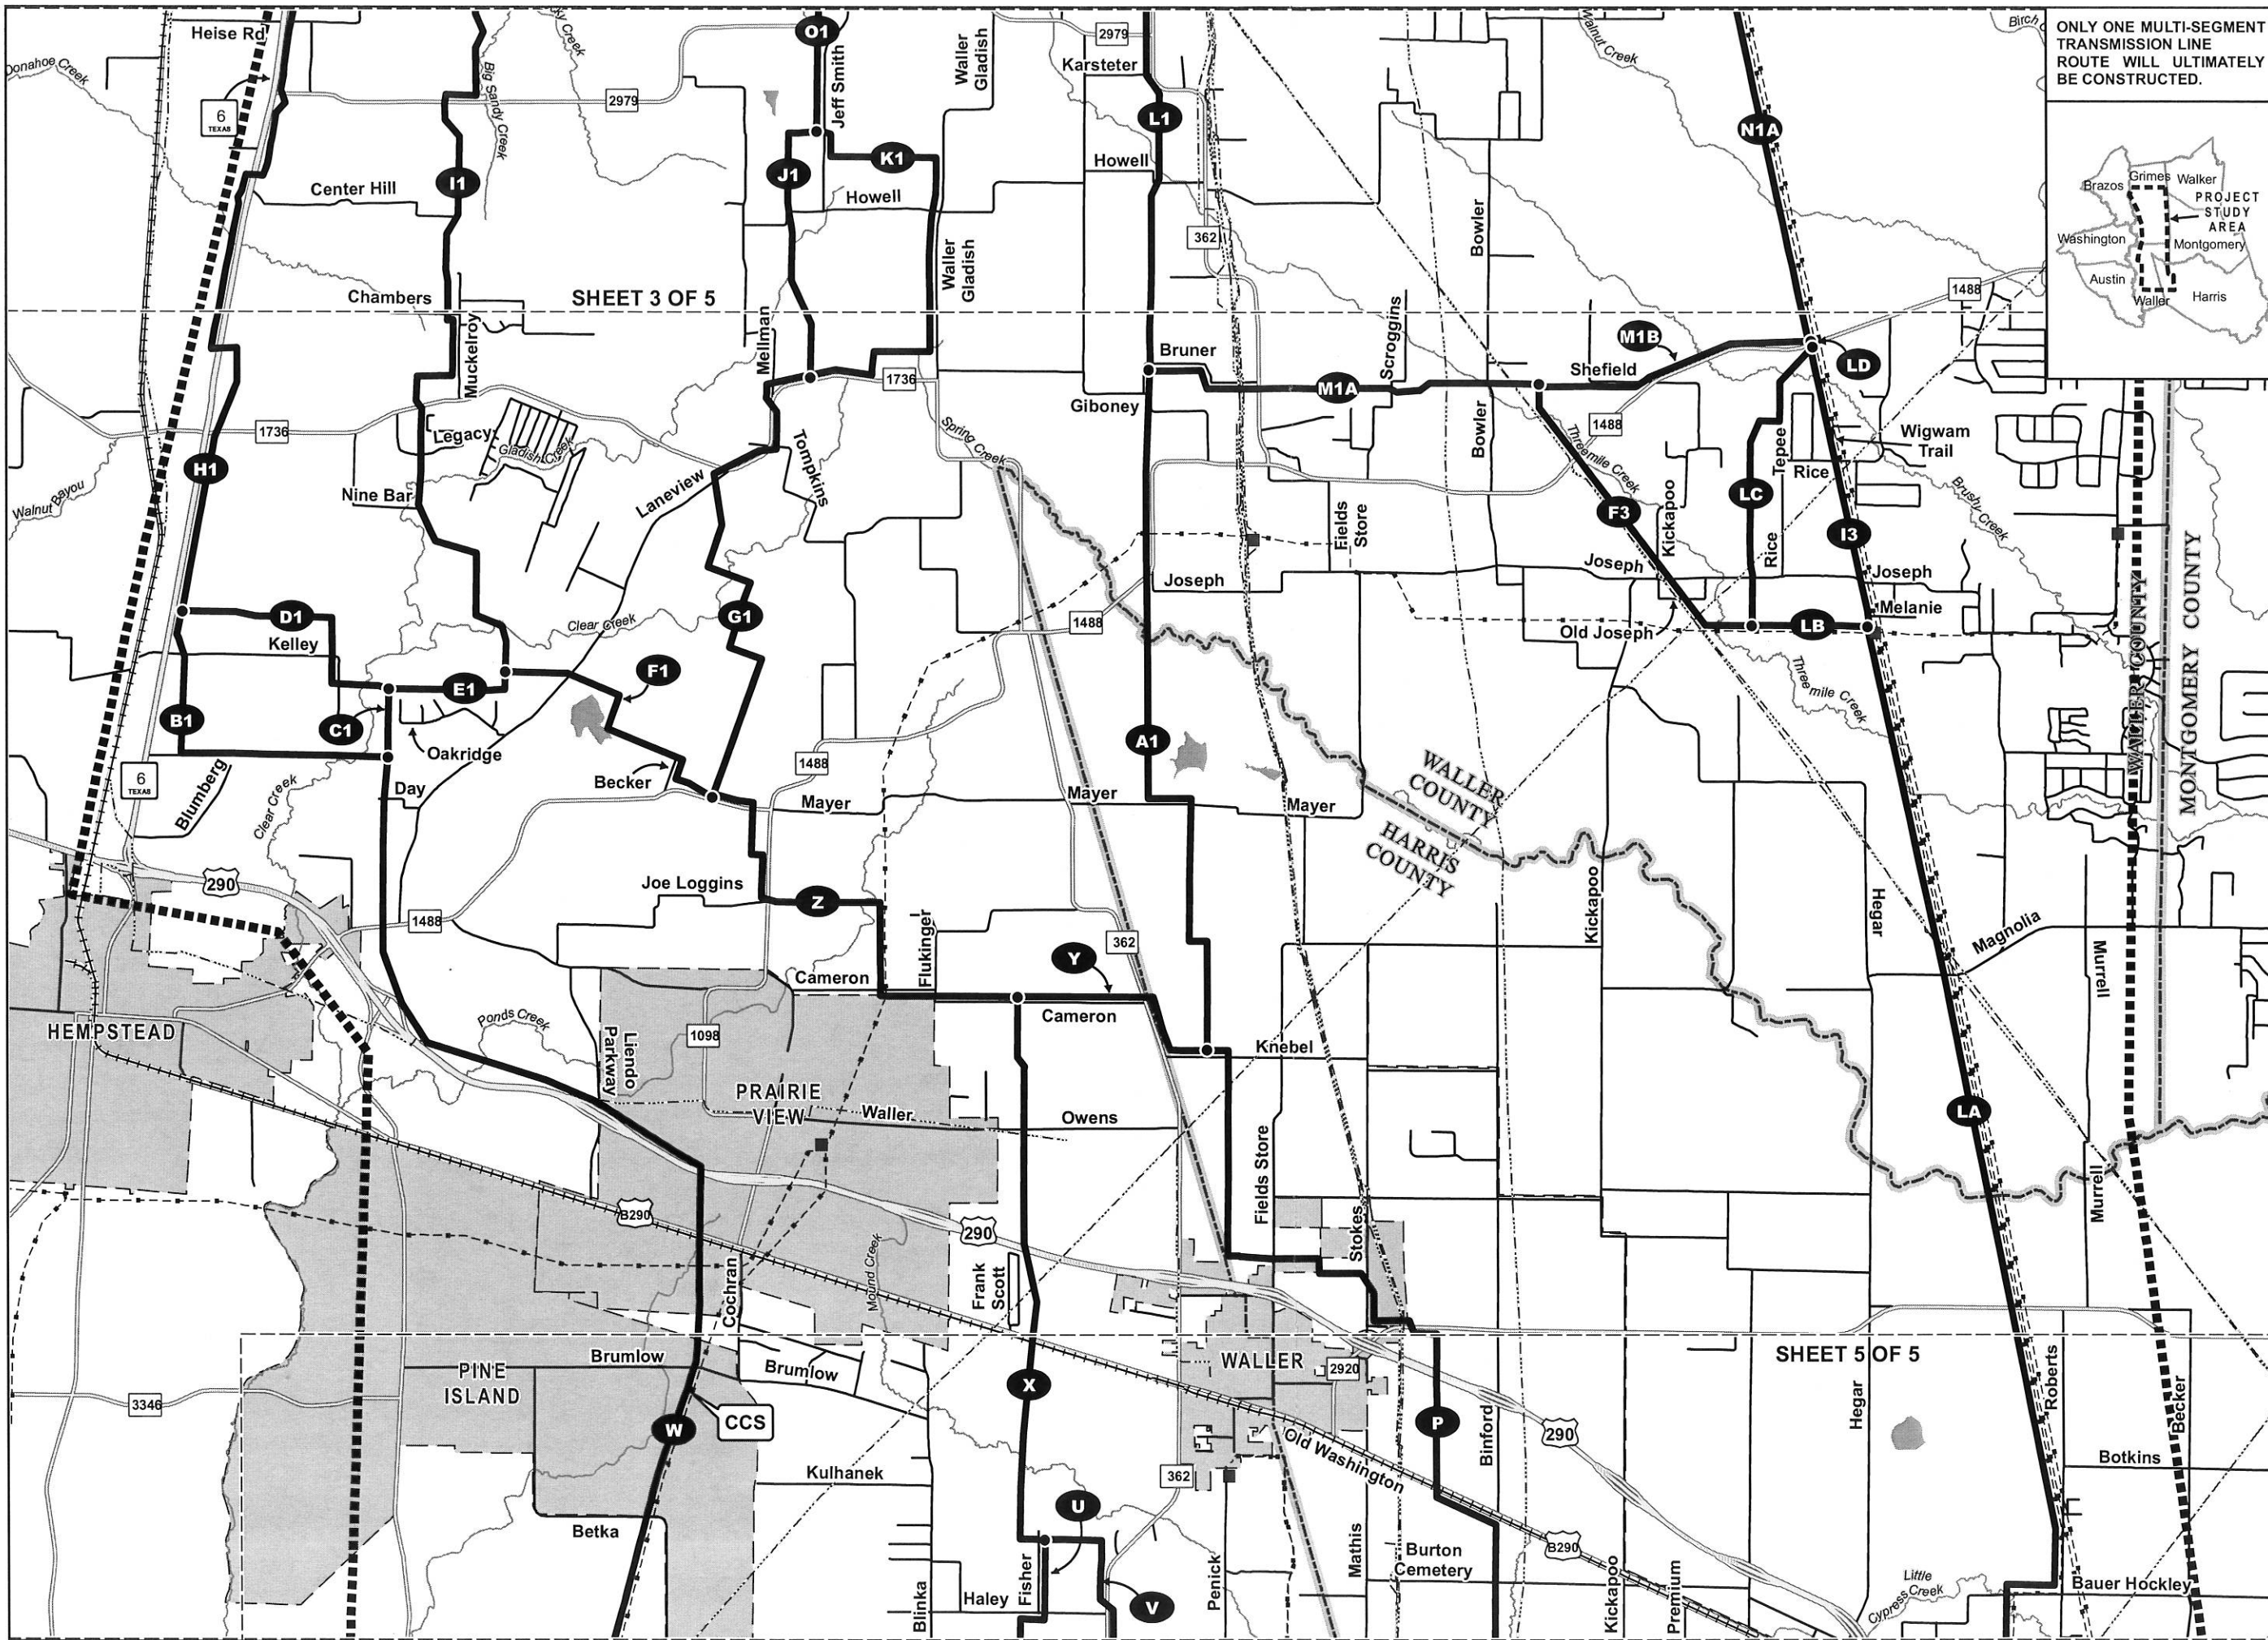 ONLY ONE MULTI-SEGMENT
TRANSMISSION LINE
ROUTE WILL ULTIMATELY
BE CONSTRUCTED.
Brazos
Grimes
Walker
PROJECT
STUDY
AREA
Washington
Montgomery
Austin
Waller
Harris
Heise Rd
Donahoe Creek
6
TEXAS
Big Sandy Creek
2979
O1
Jeff Smith
Waller
Gladish
2979
Karsteter
L1
Walnut Creek
N1A
I1
J1
K1
Center Hill
Howell
Howell
362
Bowler
Waller
Gladish
Chambers
SHEET 3 OF 5
1488
Muckelroy
Mellman
Scroggins
M1B
Bruner
Shefield
LD
1736
M1A
Giboney
1736
Legacy
Gladish Creek
Spring Creek
Bowler
Threemile Creek
1488
Tepee
Wigwam
Trail
H1
Tompkins
Rice
Walnut Bayou
Nine Bar
Laneview
Fields
Store
F3
Kickapoo
LC
Brushy Creek
I3
Rice
Joseph
Joseph
Joseph
D1
G1
Clear Creek
1488
Melanie
Kelley
Old Joseph
LB
WALLER COUNTY
MONTGOMERY COUNTY
E1
F1
Threemile Creek
B1
C1
Oakridge
A1
1488
WALLER
COUNTY
6
TEXAS
Blumberg
Clear Creek
Day
Becker
Mayer
Mayer
Mayer
HARRIS
COUNTY
290
Joe Loggins
Z
Kickapoo
Hegar
1488
Flukinger
362
Y
Magnolia
Murrell
Cameron
Cameron
HEMPSTEAD
Ponds Creek
Liendo
Parkway
1098
Knebel
PRAIRIE
VIEW
Waller
Owens
LA
Fields Store
Murrell
B290
290
Stokes
Cochran
Mound Creek
Frank
Scott
PINE
ISLAND
Brumlow
Brumlow
X
WALLER
2920
SHEET 5 OF 5
Roberts
Becker
3346
CCS
W
P
Binford
290
Hegar
Old Washington
Botkins
Kulhanek
362
U
Betka
Mathis
Burton
Cemetery
B290
Penick
Fisher
Haley
V
Blinka
Kickapoo
Premium
Little
Cypress Creek
Bauer Hockley